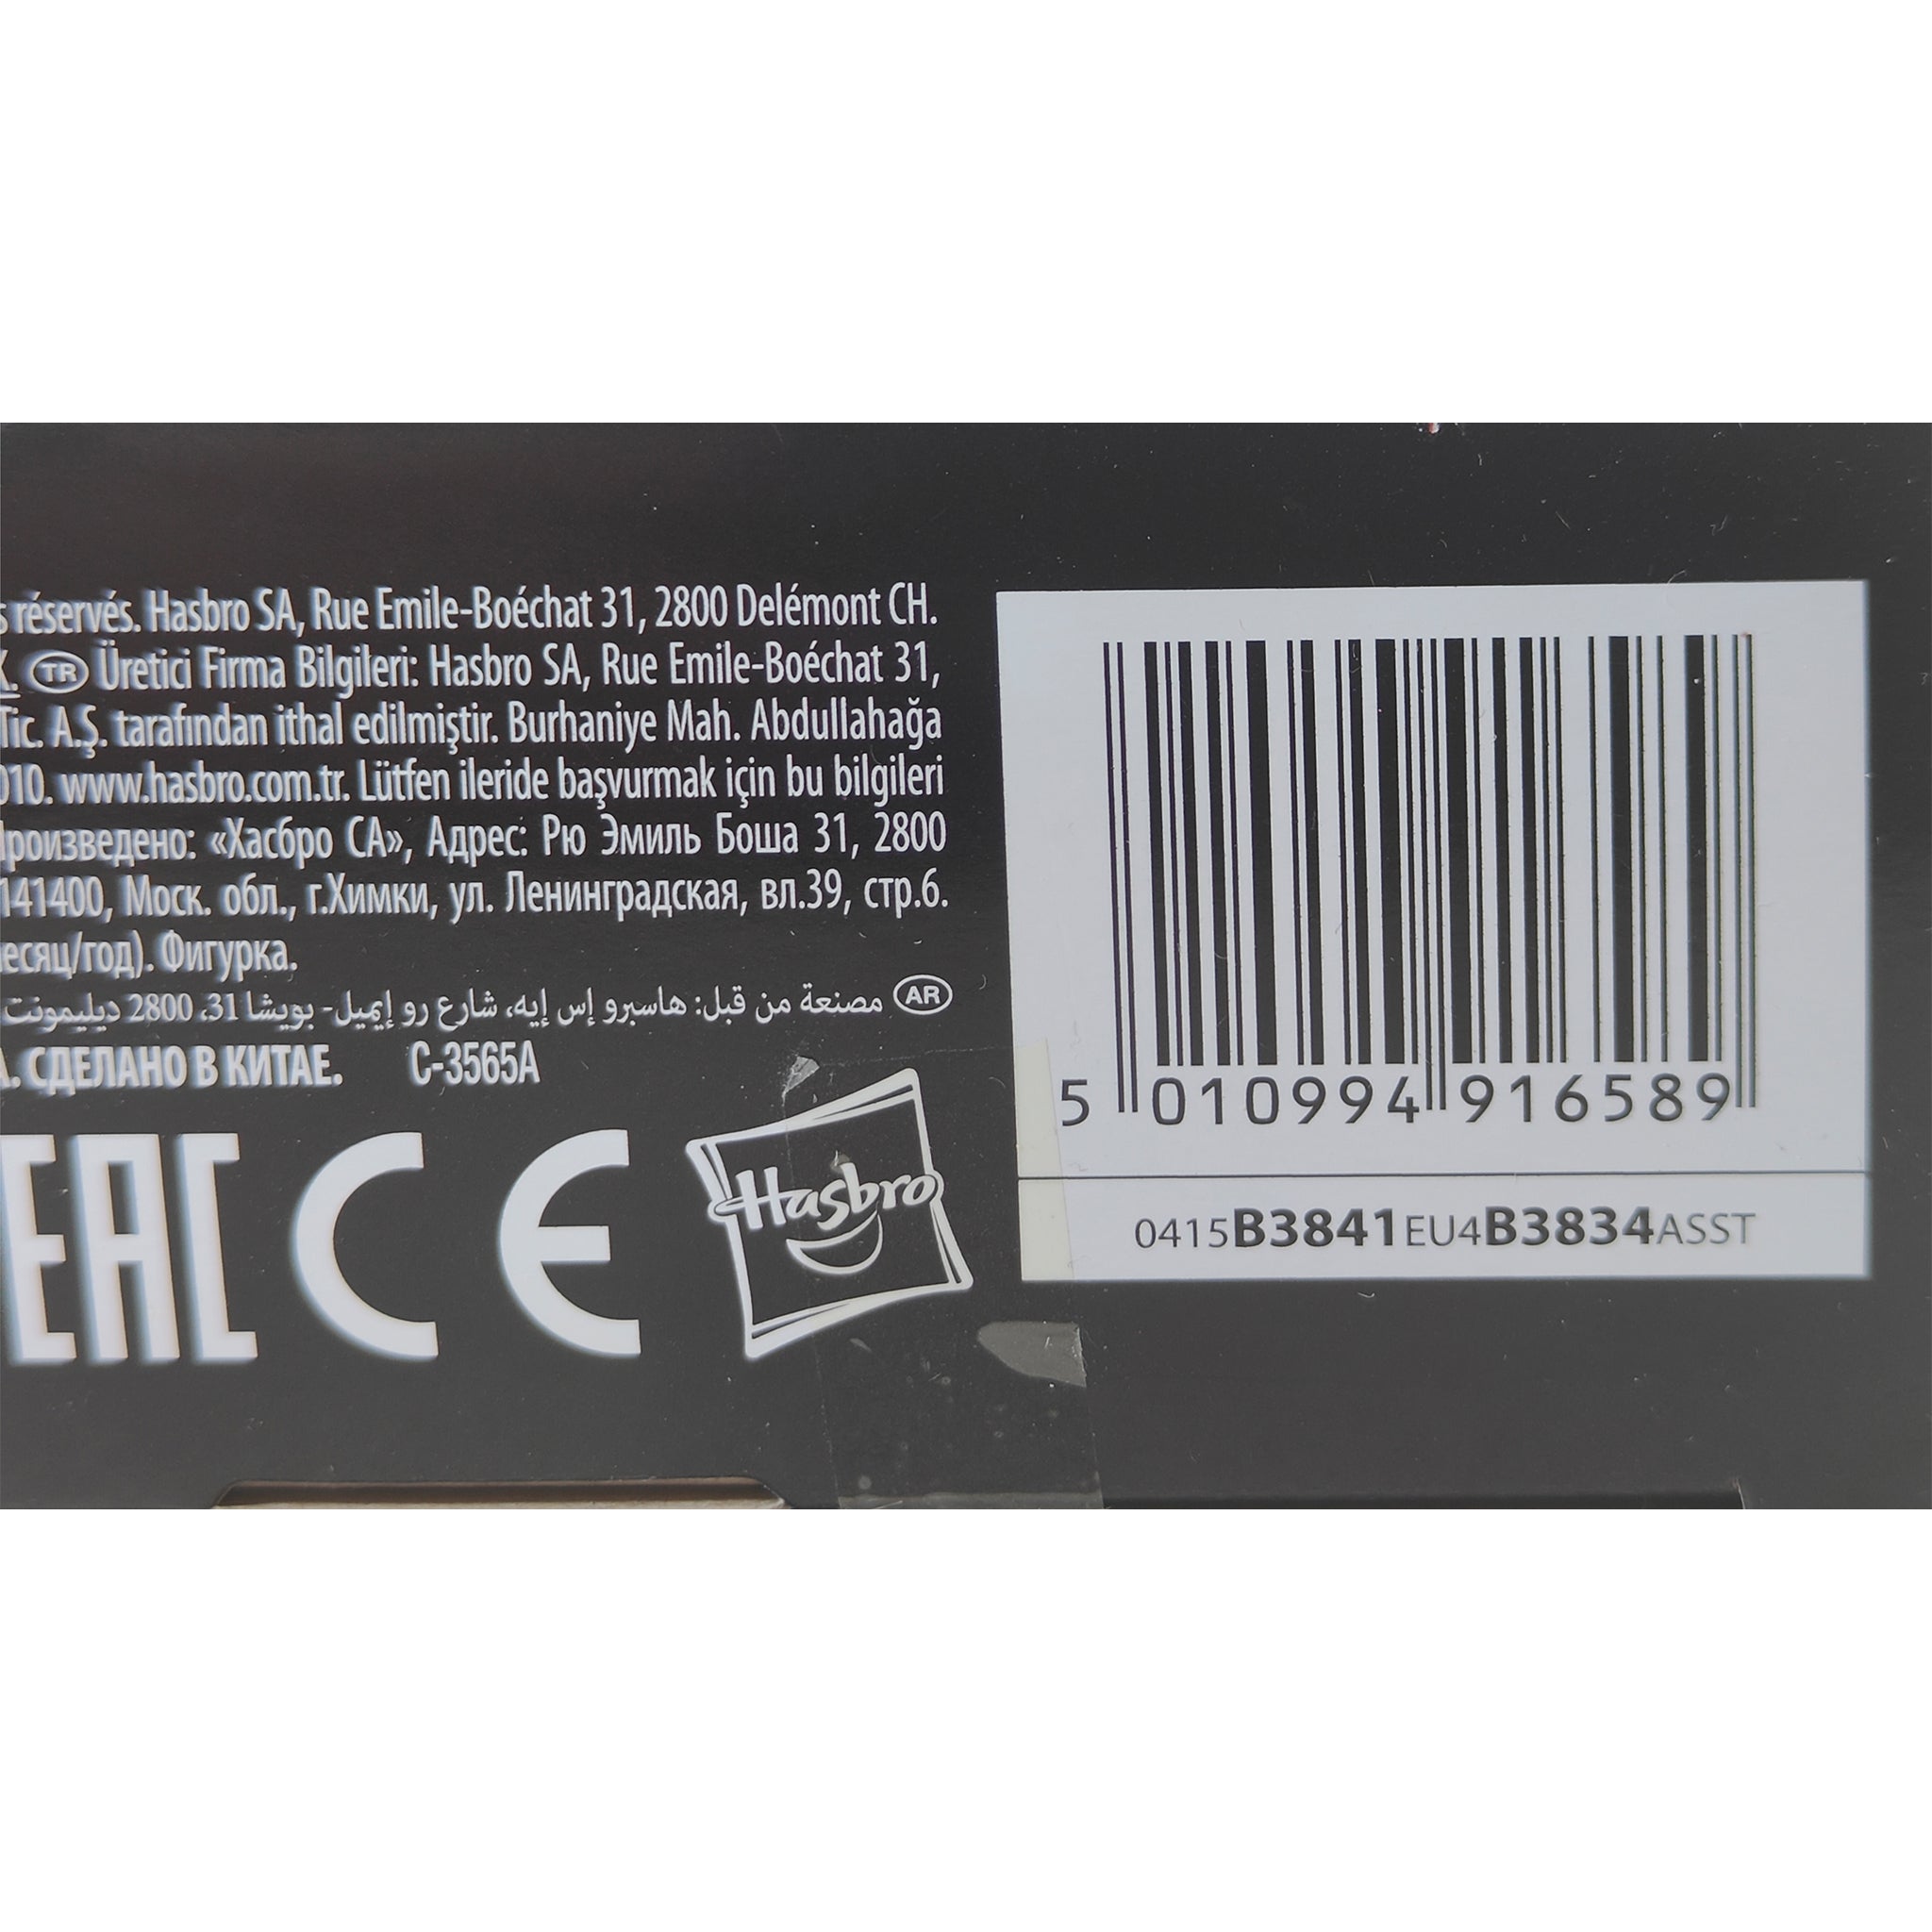 réservés. Hasbro SA, Rue Emile-Boéchat 31, 2800 Delémont CH.
TR Üretici Firma Bilgileri: Hasbro SA, Rue Emile-Boéchat 31,
Tic. A.Ş. tarafından ithal edilmiştir. Burhaniye Mah. Abdullahağa
010. www.hasbro.com.tr. Lütfen ileride başvurmak için bu bilgileri
Произведено: «Хасбро СА», Адрес: Рю Эмиль Боша 31, 2800
141400, Моск. обл., г.Химки, ул. Ленинградская, вл.39, стр.6.
есяц/год). Фигурка.
AR مصنعة من قبل: هاسبرو إس إيه، شارع رو إيميل- بويشا 31، 2800 ديليمونت
СДЕЛАНО В КИТАЕ. C-3565A
EAC CE Hasbro
5 010994 916589
0415B3841EU4B3834ASST